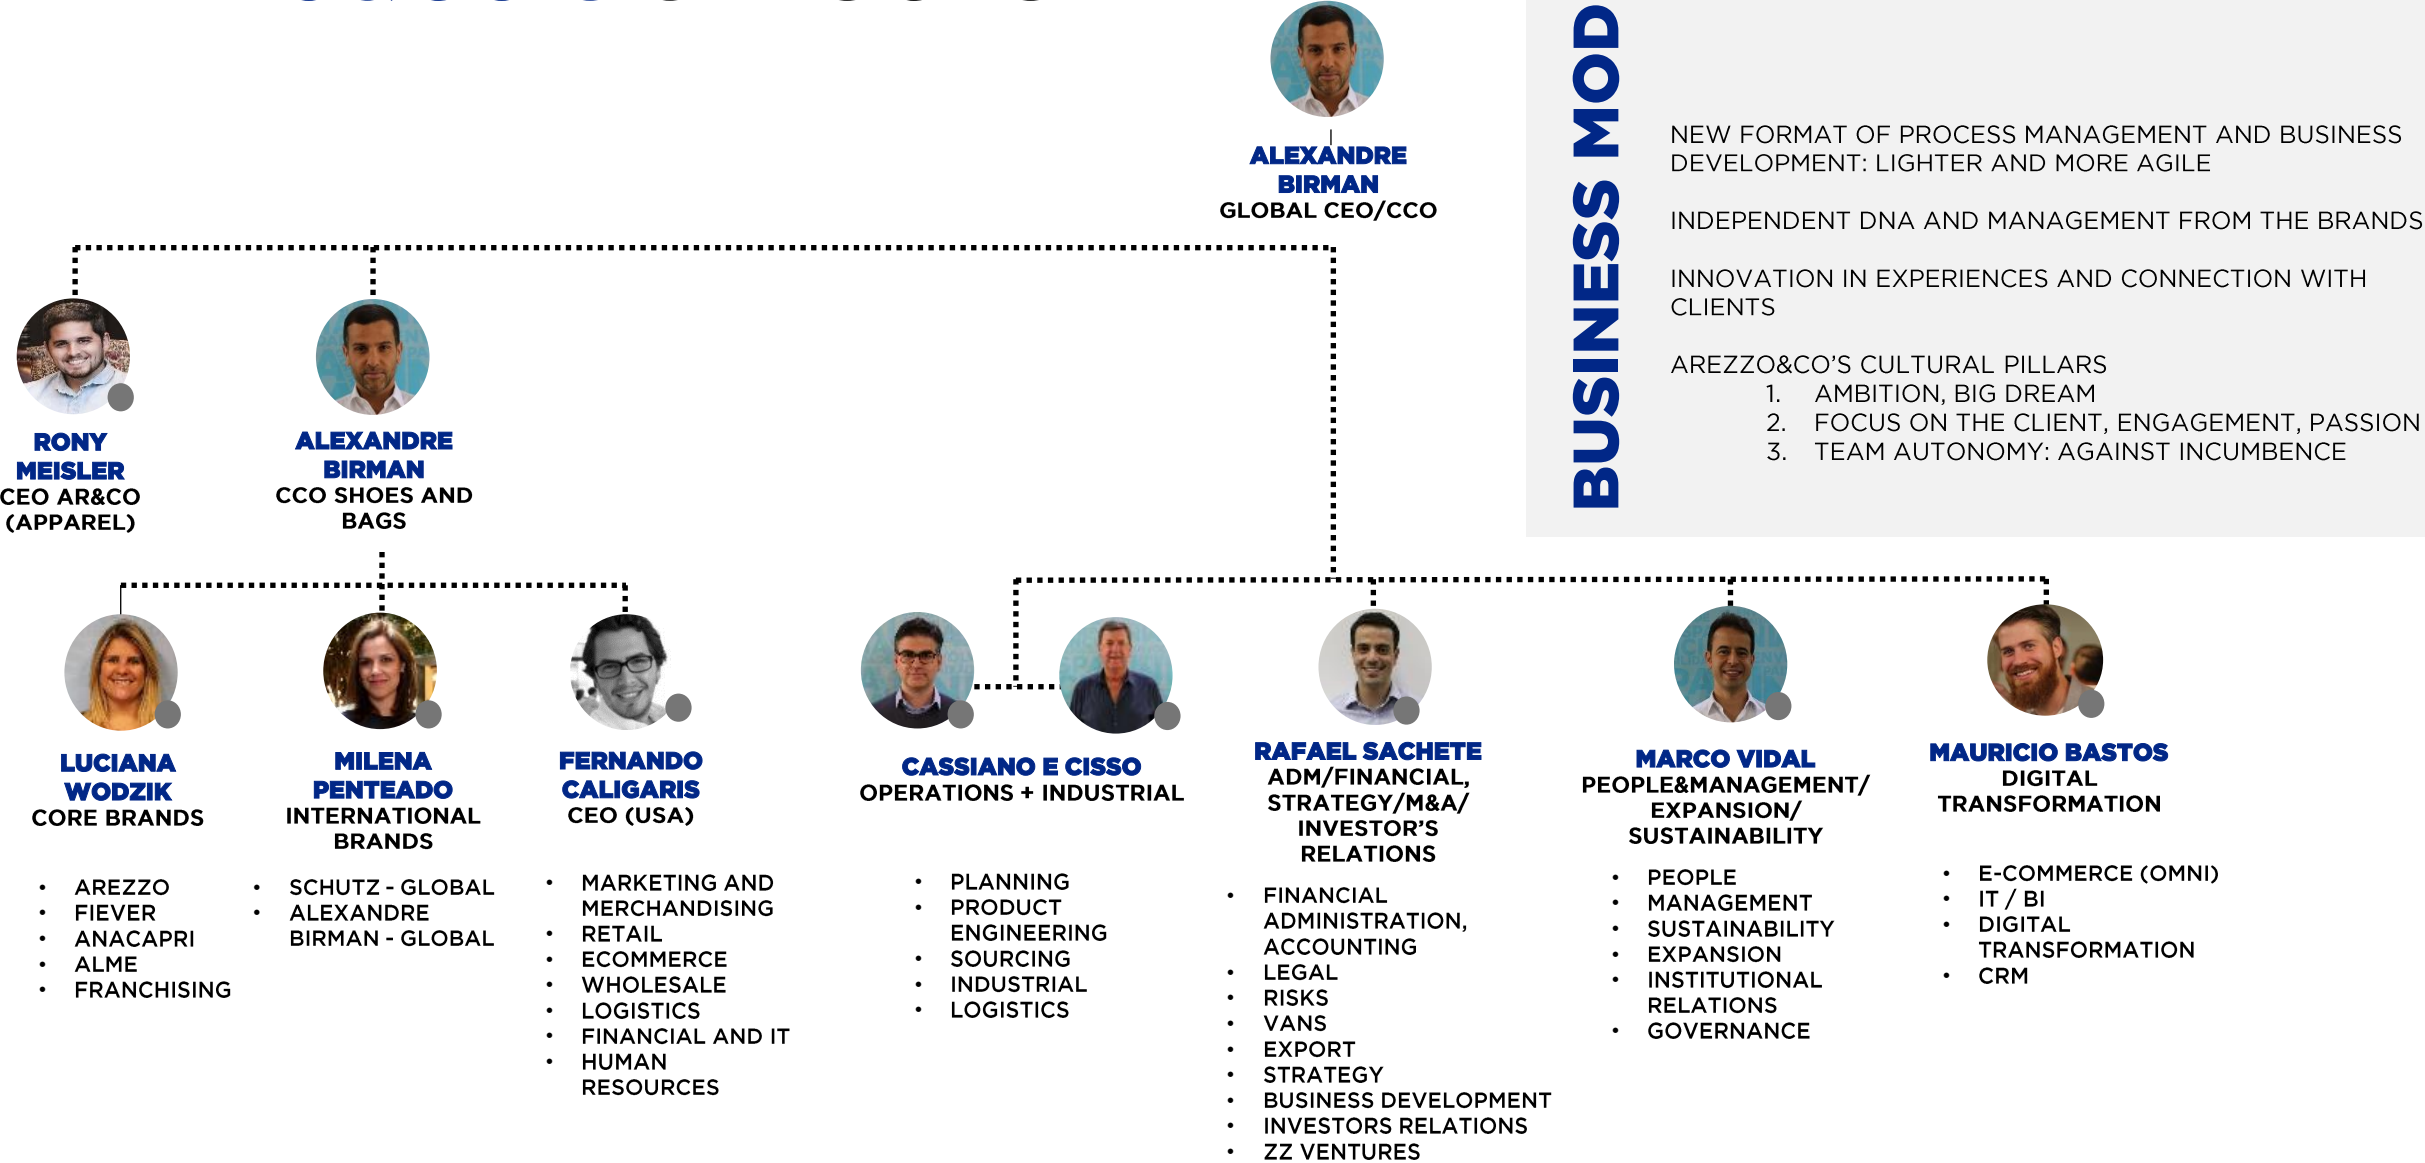 ALEXANDRE
BIRMAN
GLOBAL CEO/CCO
BUSINESS MOD
NEW FORMAT OF PROCESS MANAGEMENT AND BUSINESS
DEVELOPMENT: LIGHTER AND MORE AGILE
INDEPENDENT DNA AND MANAGEMENT FROM THE BRANDS
INNOVATION IN EXPERIENCES AND CONNECTION WITH
CLIENTS
AREZZO&CO’S CULTURAL PILLARS
1. AMBITION, BIG DREAM
2. FOCUS ON THE CLIENT, ENGAGEMENT, PASSION
3. TEAM AUTONOMY: AGAINST INCUMBENCE
RONY
MEISLER
CEO AR&CO
(APPAREL)
ALEXANDRE
BIRMAN
CCO SHOES AND
BAGS
LUCIANA
WODZIK
CORE BRANDS
• AREZZO
• FIEVER
• ANACAPRI
• ALME
• FRANCHISING
MILENA
PENTEADO
INTERNATIONAL
BRANDS
• SCHUTZ - GLOBAL
• ALEXANDRE
BIRMAN - GLOBAL
FERNANDO
CALIGARIS
CEO (USA)
• MARKETING AND
MERCHANDISING
• RETAIL
• ECOMMERCE
• WHOLESALE
• LOGISTICS
• FINANCIAL AND IT
• HUMAN
RESOURCES
CASSIANO E CISSO
OPERATIONS + INDUSTRIAL
• PLANNING
• PRODUCT
ENGINEERING
• SOURCING
• INDUSTRIAL
• LOGISTICS
RAFAEL SACHETE
ADM/FINANCIAL,
STRATEGY/M&A/
INVESTOR’S
RELATIONS
• FINANCIAL
ADMINISTRATION,
ACCOUNTING
• LEGAL
• RISKS
• VANS
• EXPORT
• STRATEGY
• BUSINESS DEVELOPMENT
• INVESTORS RELATIONS
• ZZ VENTURES
MARCO VIDAL
PEOPLE&MANAGEMENT/
EXPANSION/
SUSTAINABILITY
• PEOPLE
• MANAGEMENT
• SUSTAINABILITY
• EXPANSION
• INSTITUTIONAL
RELATIONS
• GOVERNANCE
MAURICIO BASTOS
DIGITAL
TRANSFORMATION
• E-COMMERCE (OMNI)
• IT / BI
• DIGITAL
TRANSFORMATION
• CRM